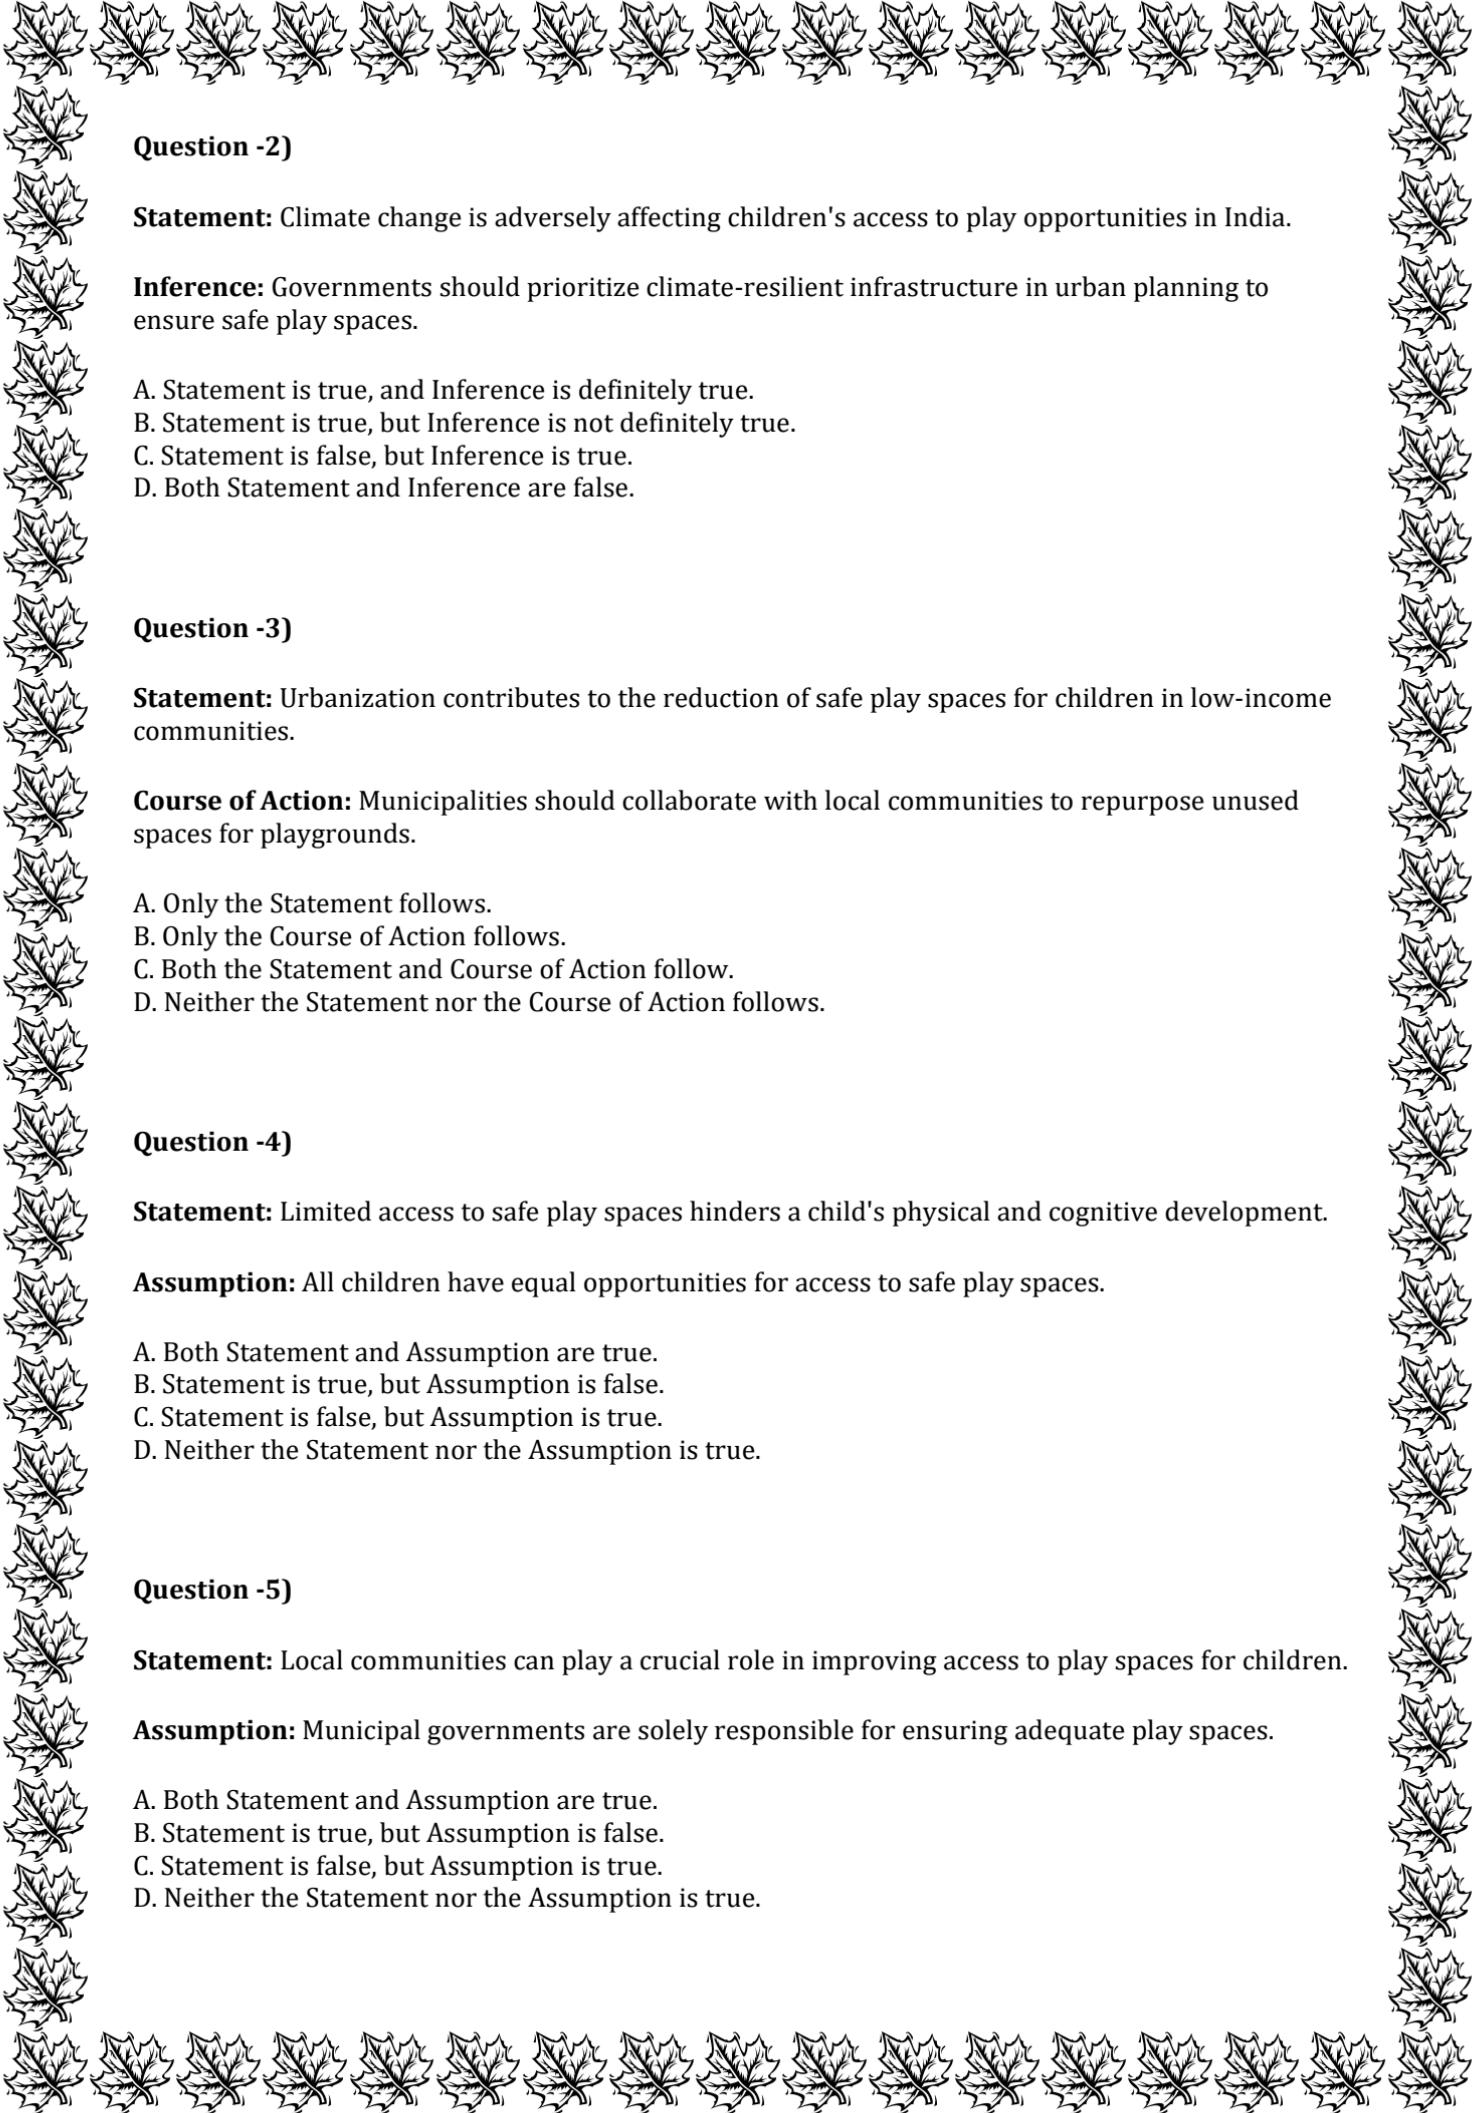 Question -2)
Statement: Climate change is adversely affecting children's access to play opportunities in India.
Inference: Governments should prioritize climate-resilient infrastructure in urban planning to
ensure safe play spaces.
A. Statement is true, and Inference is definitely true.
B. Statement is true, but Inference is not definitely true.
C. Statement is false, but Inference is true.
D. Both Statement and Inference are false.
Question -3)
Statement: Urbanization contributes to the reduction of safe play spaces for children in low-income
communities.
Course of Action: Municipalities should collaborate with local communities to repurpose unused
spaces for playgrounds.
A. Only the Statement follows.
B. Only the Course of Action follows.
C. Both the Statement and Course of Action follow.
D. Neither the Statement nor the Course of Action follows.
Question -4)
Statement: Limited access to safe play spaces hinders a child's physical and cognitive development.
Assumption: All children have equal opportunities for access to safe play spaces.
A. Both Statement and Assumption are true.
B. Statement is true, but Assumption is false.
C. Statement is false, but Assumption is true.
D. Neither the Statement nor the Assumption is true.
Question -5)
Statement: Local communities can play a crucial role in improving access to play spaces for children.
Assumption: Municipal governments are solely responsible for ensuring adequate play spaces.
A. Both Statement and Assumption are true.
B. Statement is true, but Assumption is false.
C. Statement is false, but Assumption is true.
D. Neither the Statement nor the Assumption is true.